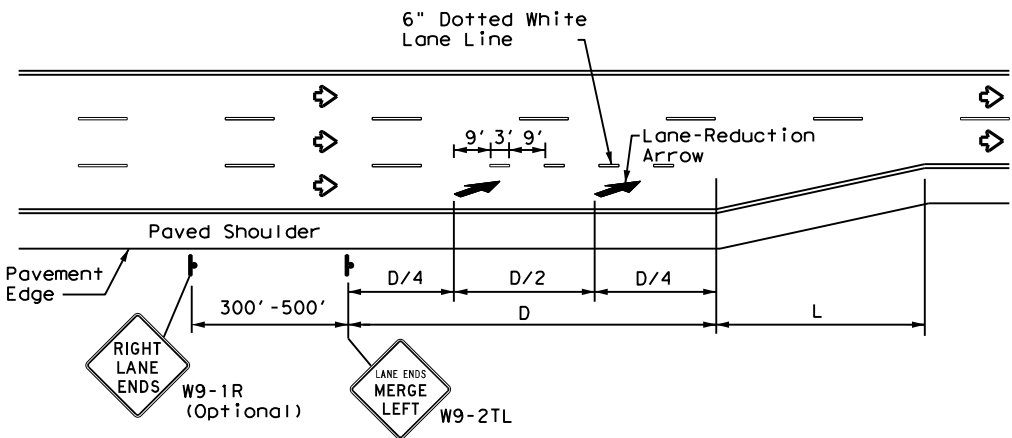 6" Dotted White
Lane Line
9' 3' 9'
Lane-Reduction
Arrow
Paved Shoulder
Pavement
Edge
D/4 D/2 D/4
300'-500' D L
RIGHT
LANE
ENDS
W9-1R
(Optional)
LANE ENDS
MERGE
LEFT
W9-2TL